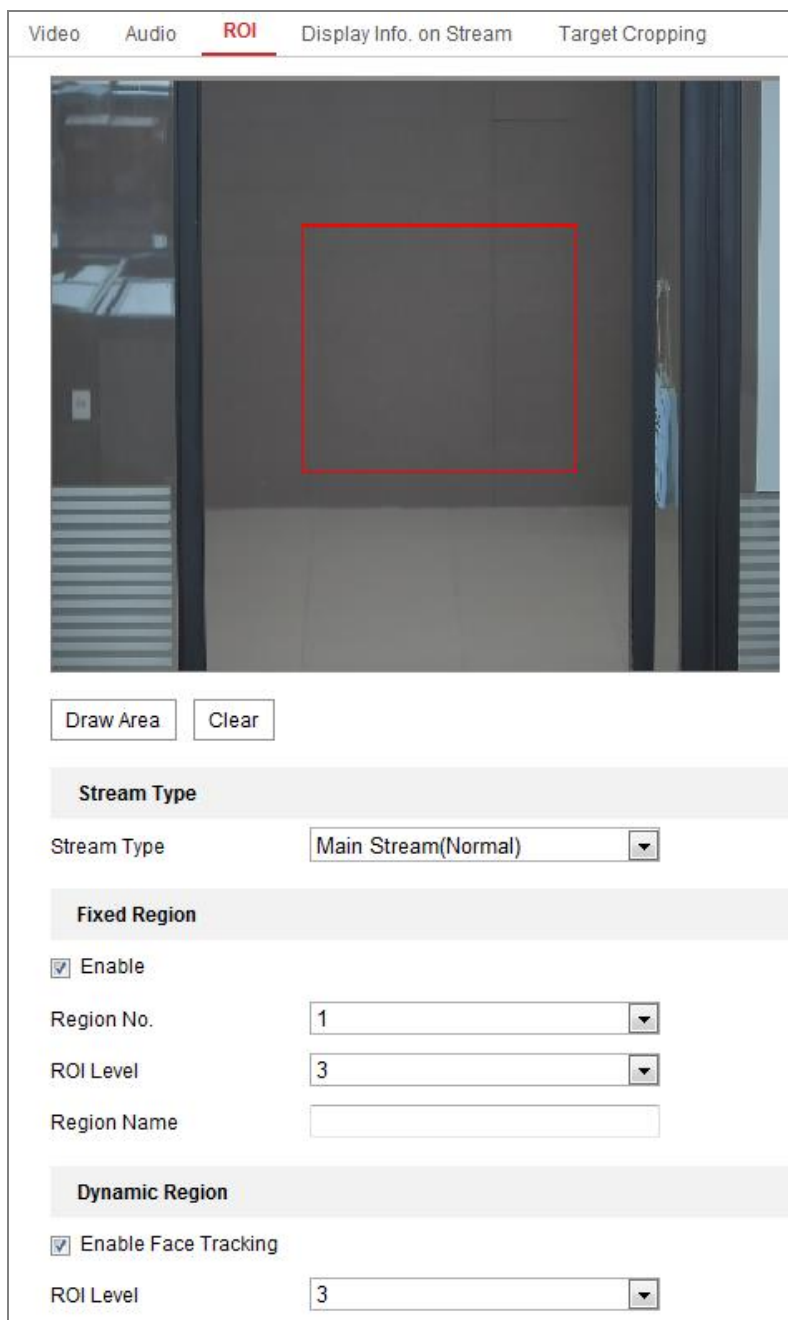 Video Audio ROI Display Info. on Stream Target Cropping
Draw Area Clear
Stream Type
Stream Type Main Stream(Normal)
Fixed Region
Enable
Region No. 1
ROI Level 3
Region Name
Dynamic Region
Enable Face Tracking
ROI Level 3